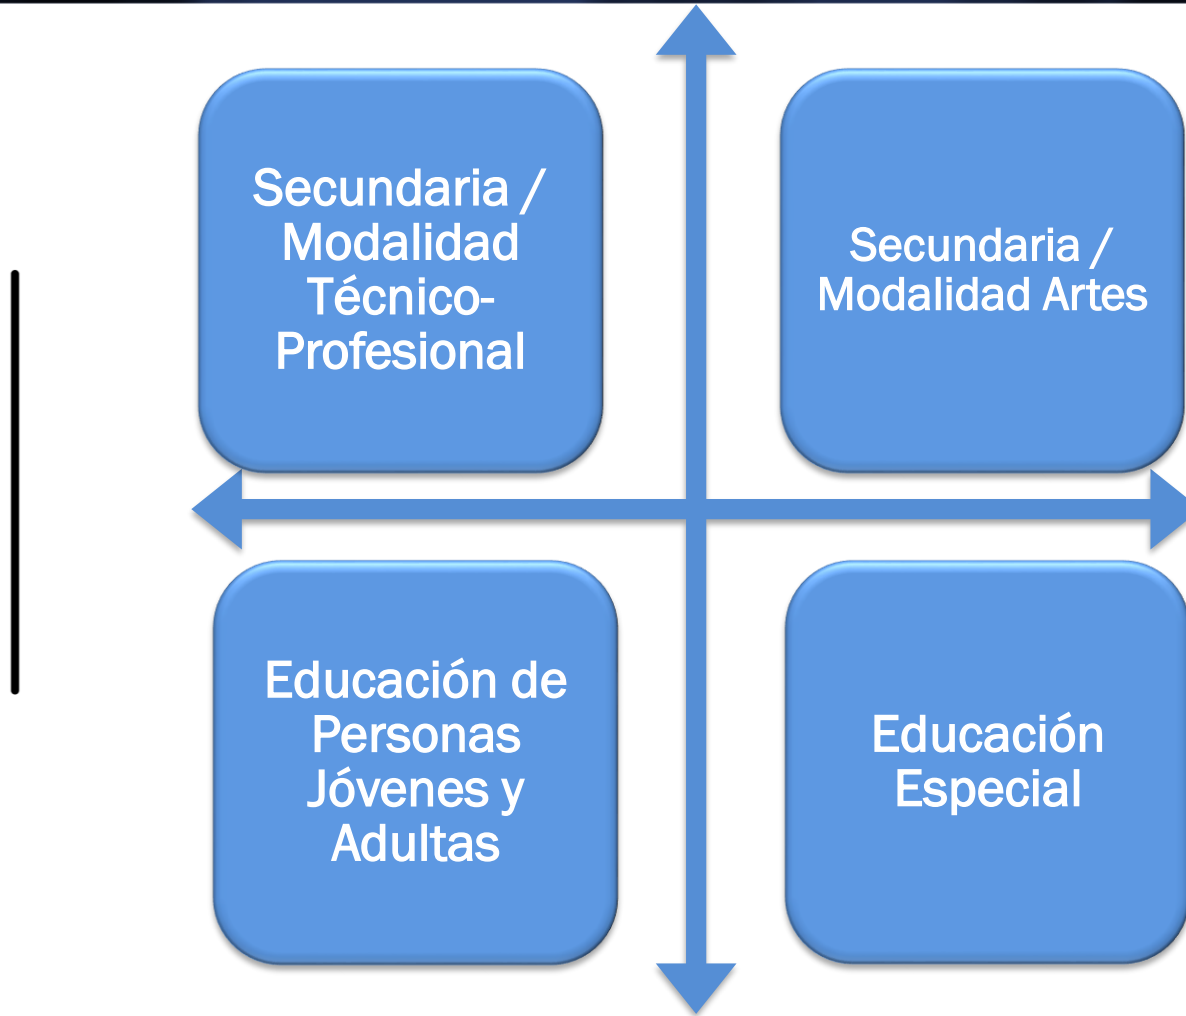 Secundaria /
Modalidad
Técnico-
Profesional
Secundaria /
Modalidad Artes
Educación de
Personas
Jóvenes y
Adultas
Educación
Especial